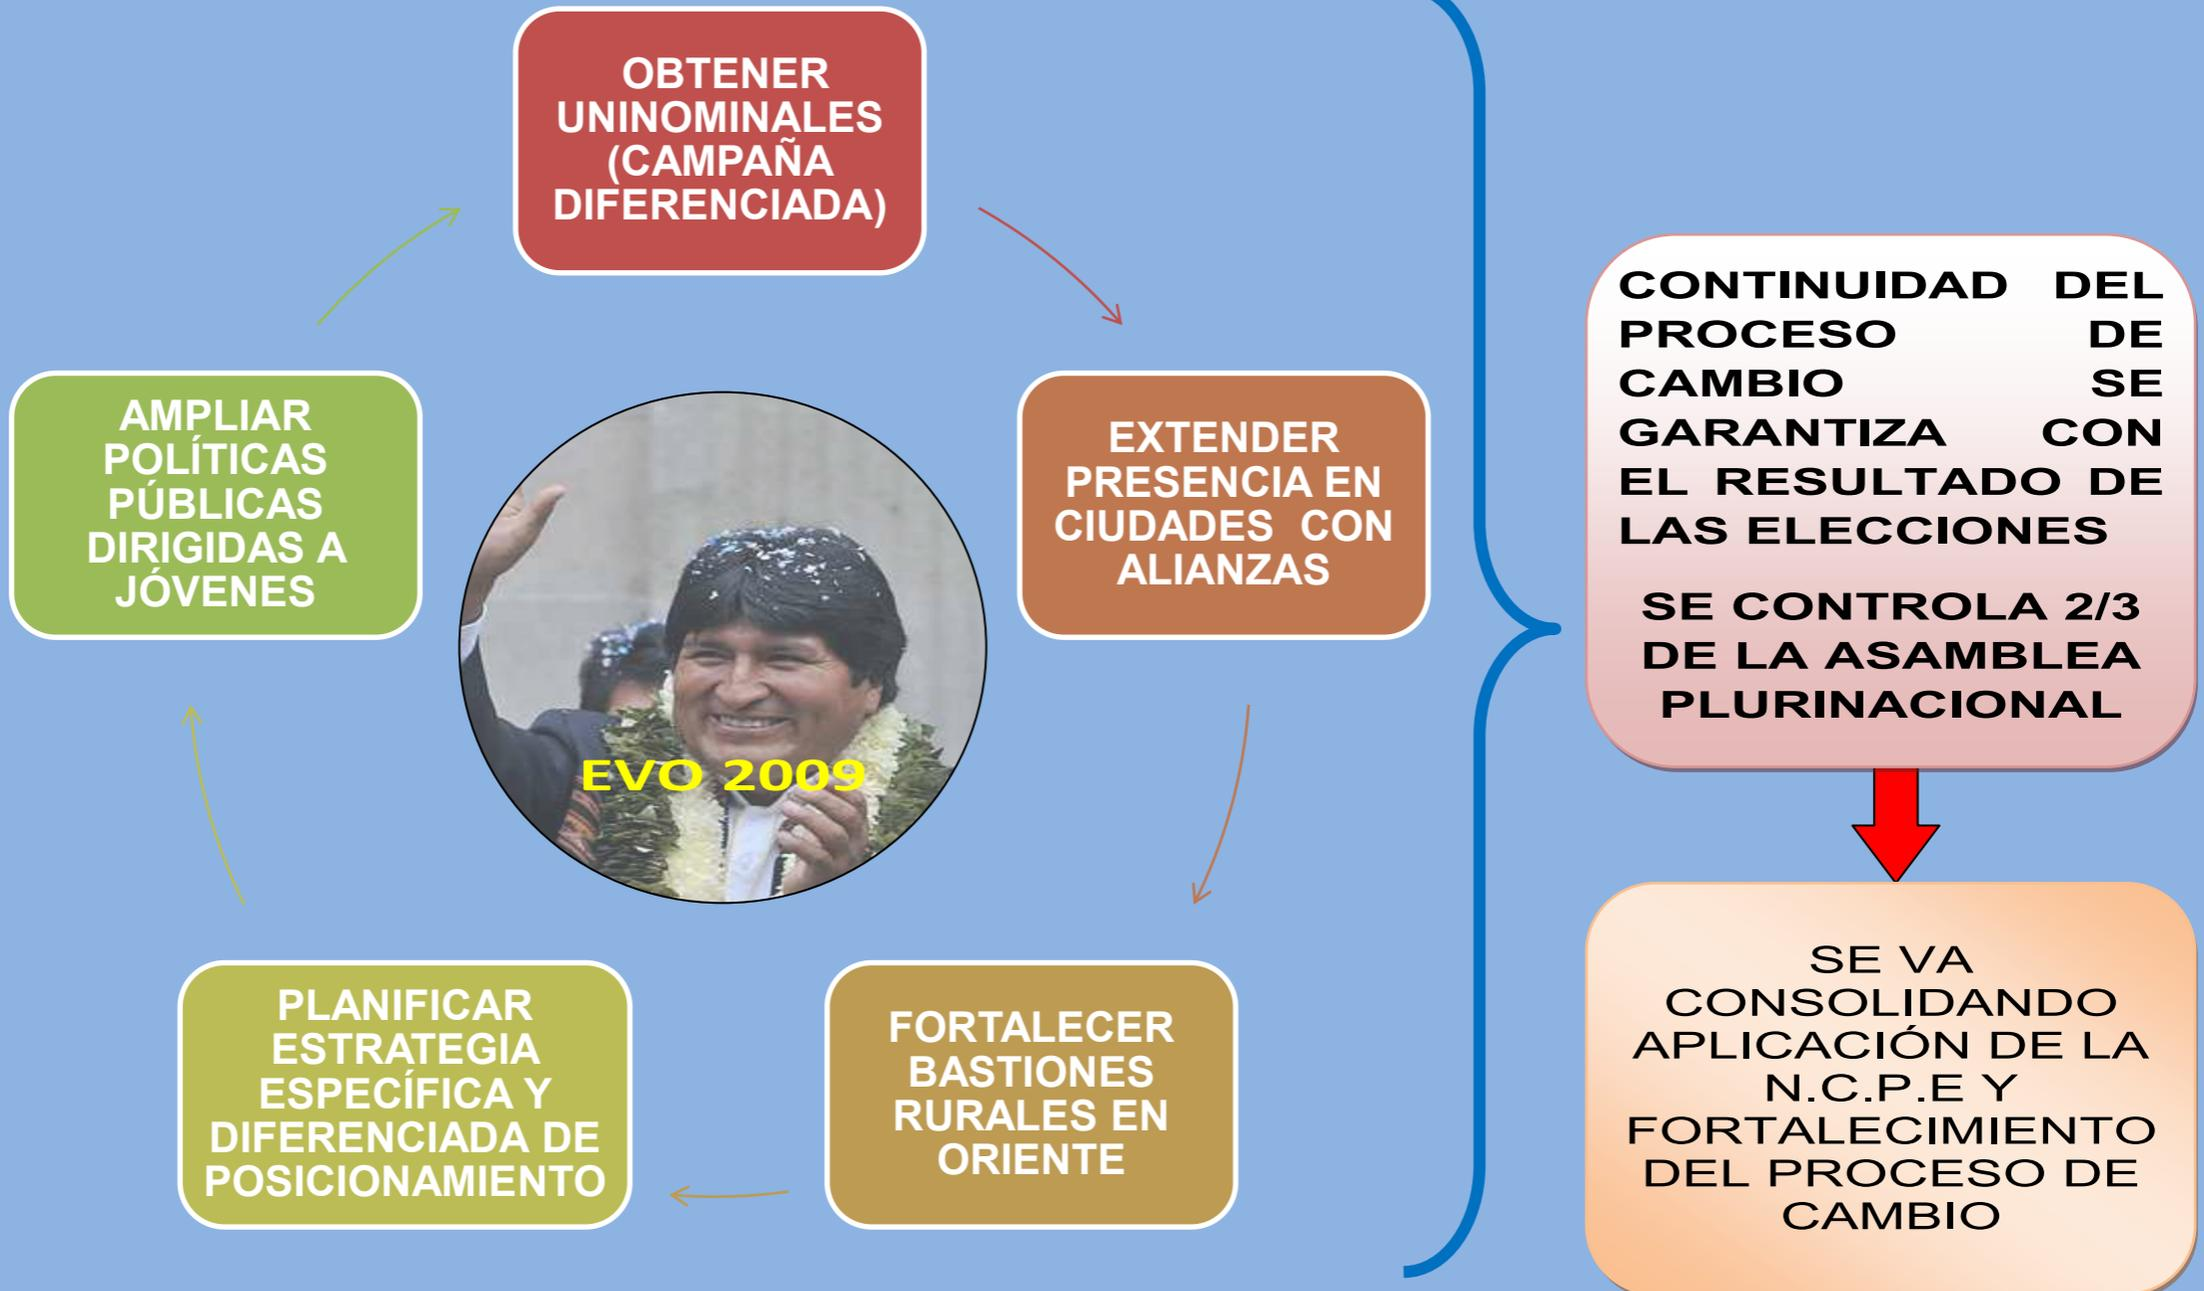 OBTENER
UNINOMINALES
(CAMPAÑA
DIFERENCIADA)
EXTENDER
PRESENCIA EN
CIUDADES CON
ALIANZAS
FORTALECER
BASTIONES
RURALES EN
ORIENTE
PLANIFICAR
ESTRATEGIA
ESPECÍFICA Y
DIFERENCIADA DE
POSICIONAMIENTO
AMPLIAR
POLÍTICAS
PÚBLICAS
DIRIGIDAS A
JÓVENES
EVO 2009
CONTINUIDAD DEL
PROCESO DE
CAMBIO SE
GARANTIZA CON
EL RESULTADO DE
LAS ELECCIONES
SE CONTROLA 2/3
DE LA ASAMBLEA
PLURINACIONAL
SE VA
CONSOLIDANDO
APLICACIÓN DE LA
N.C.P.E Y
FORTALECIMIENTO
DEL PROCESO DE
CAMBIO